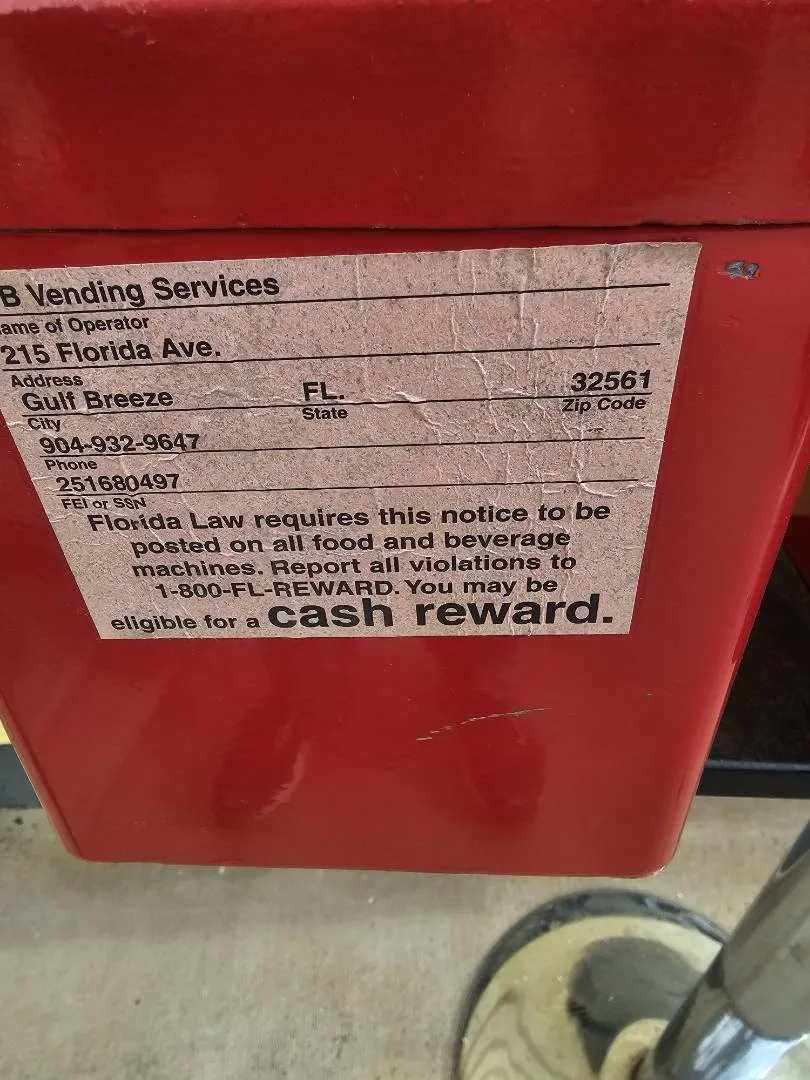 B Vending Services
ame of Operator
215 Florida Ave.
Address
Gulf Breeze FL. 32561
City State Zip Code
904-932-9647
Phone
251680497
FEI or SSN
Florida Law requires this notice to be
posted on all food and beverage
machines. Report all violations to
1-800-FL-REWARD. You may be
eligible for a cash reward.